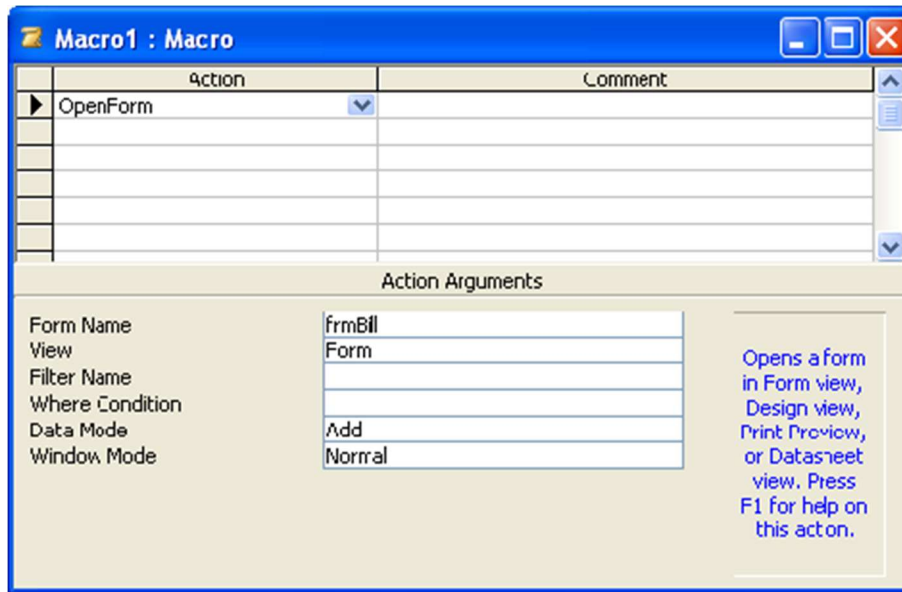 Macro1 : Macro
Action Comment
OpenForm
Action Arguments
Form Name frmBill
View Form
Filter Name
Where Condition
Data Mode Add
Window Mode Normal
Opens a form
in Form view,
Design view,
Print Preview,
or Datasheet
view. Press
F1 for help on
this action.